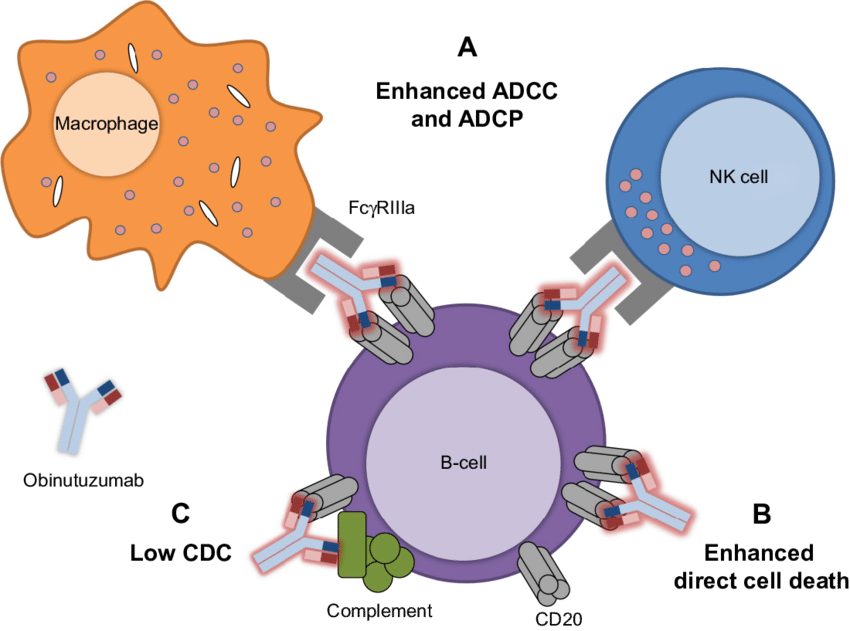 A
Enhanced ADCC
and ADCP
Macrophage
NK cell
FcγRIIIa
B-cell
Obinutuzumab
C
Low CDC
B
Enhanced
direct cell death
Complement
CD20